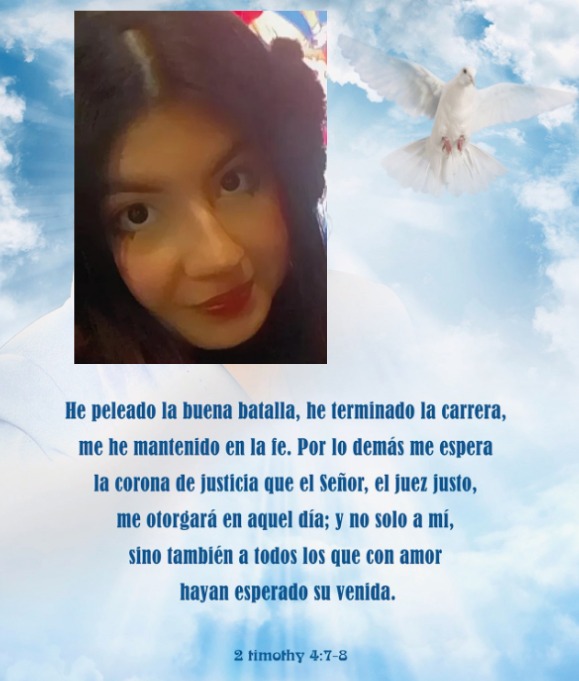 He peleado la buena batalla, he terminado la carrera,
me he mantenido en la fe. Por lo demás me espera
la corona de justicia que el Señor, el juez justo,
me otorgará en aquel día; y no solo a mí,
sino también a todos los que con amor
hayan esperado su venida.
2 timothy 4:7-8